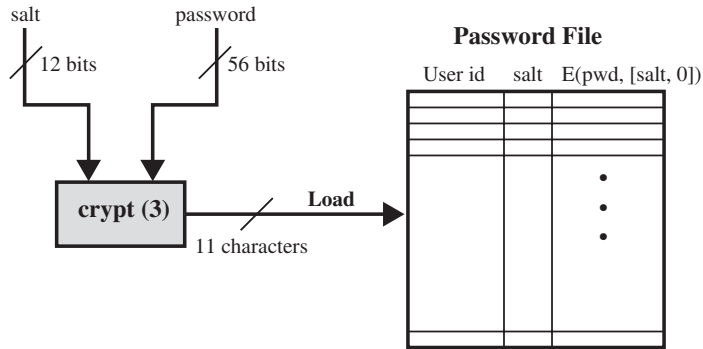 salt
password
12 bits
56 bits
Password File
User id
salt
E(pwd, [salt, 0])
crypt (3)
Load
11 characters